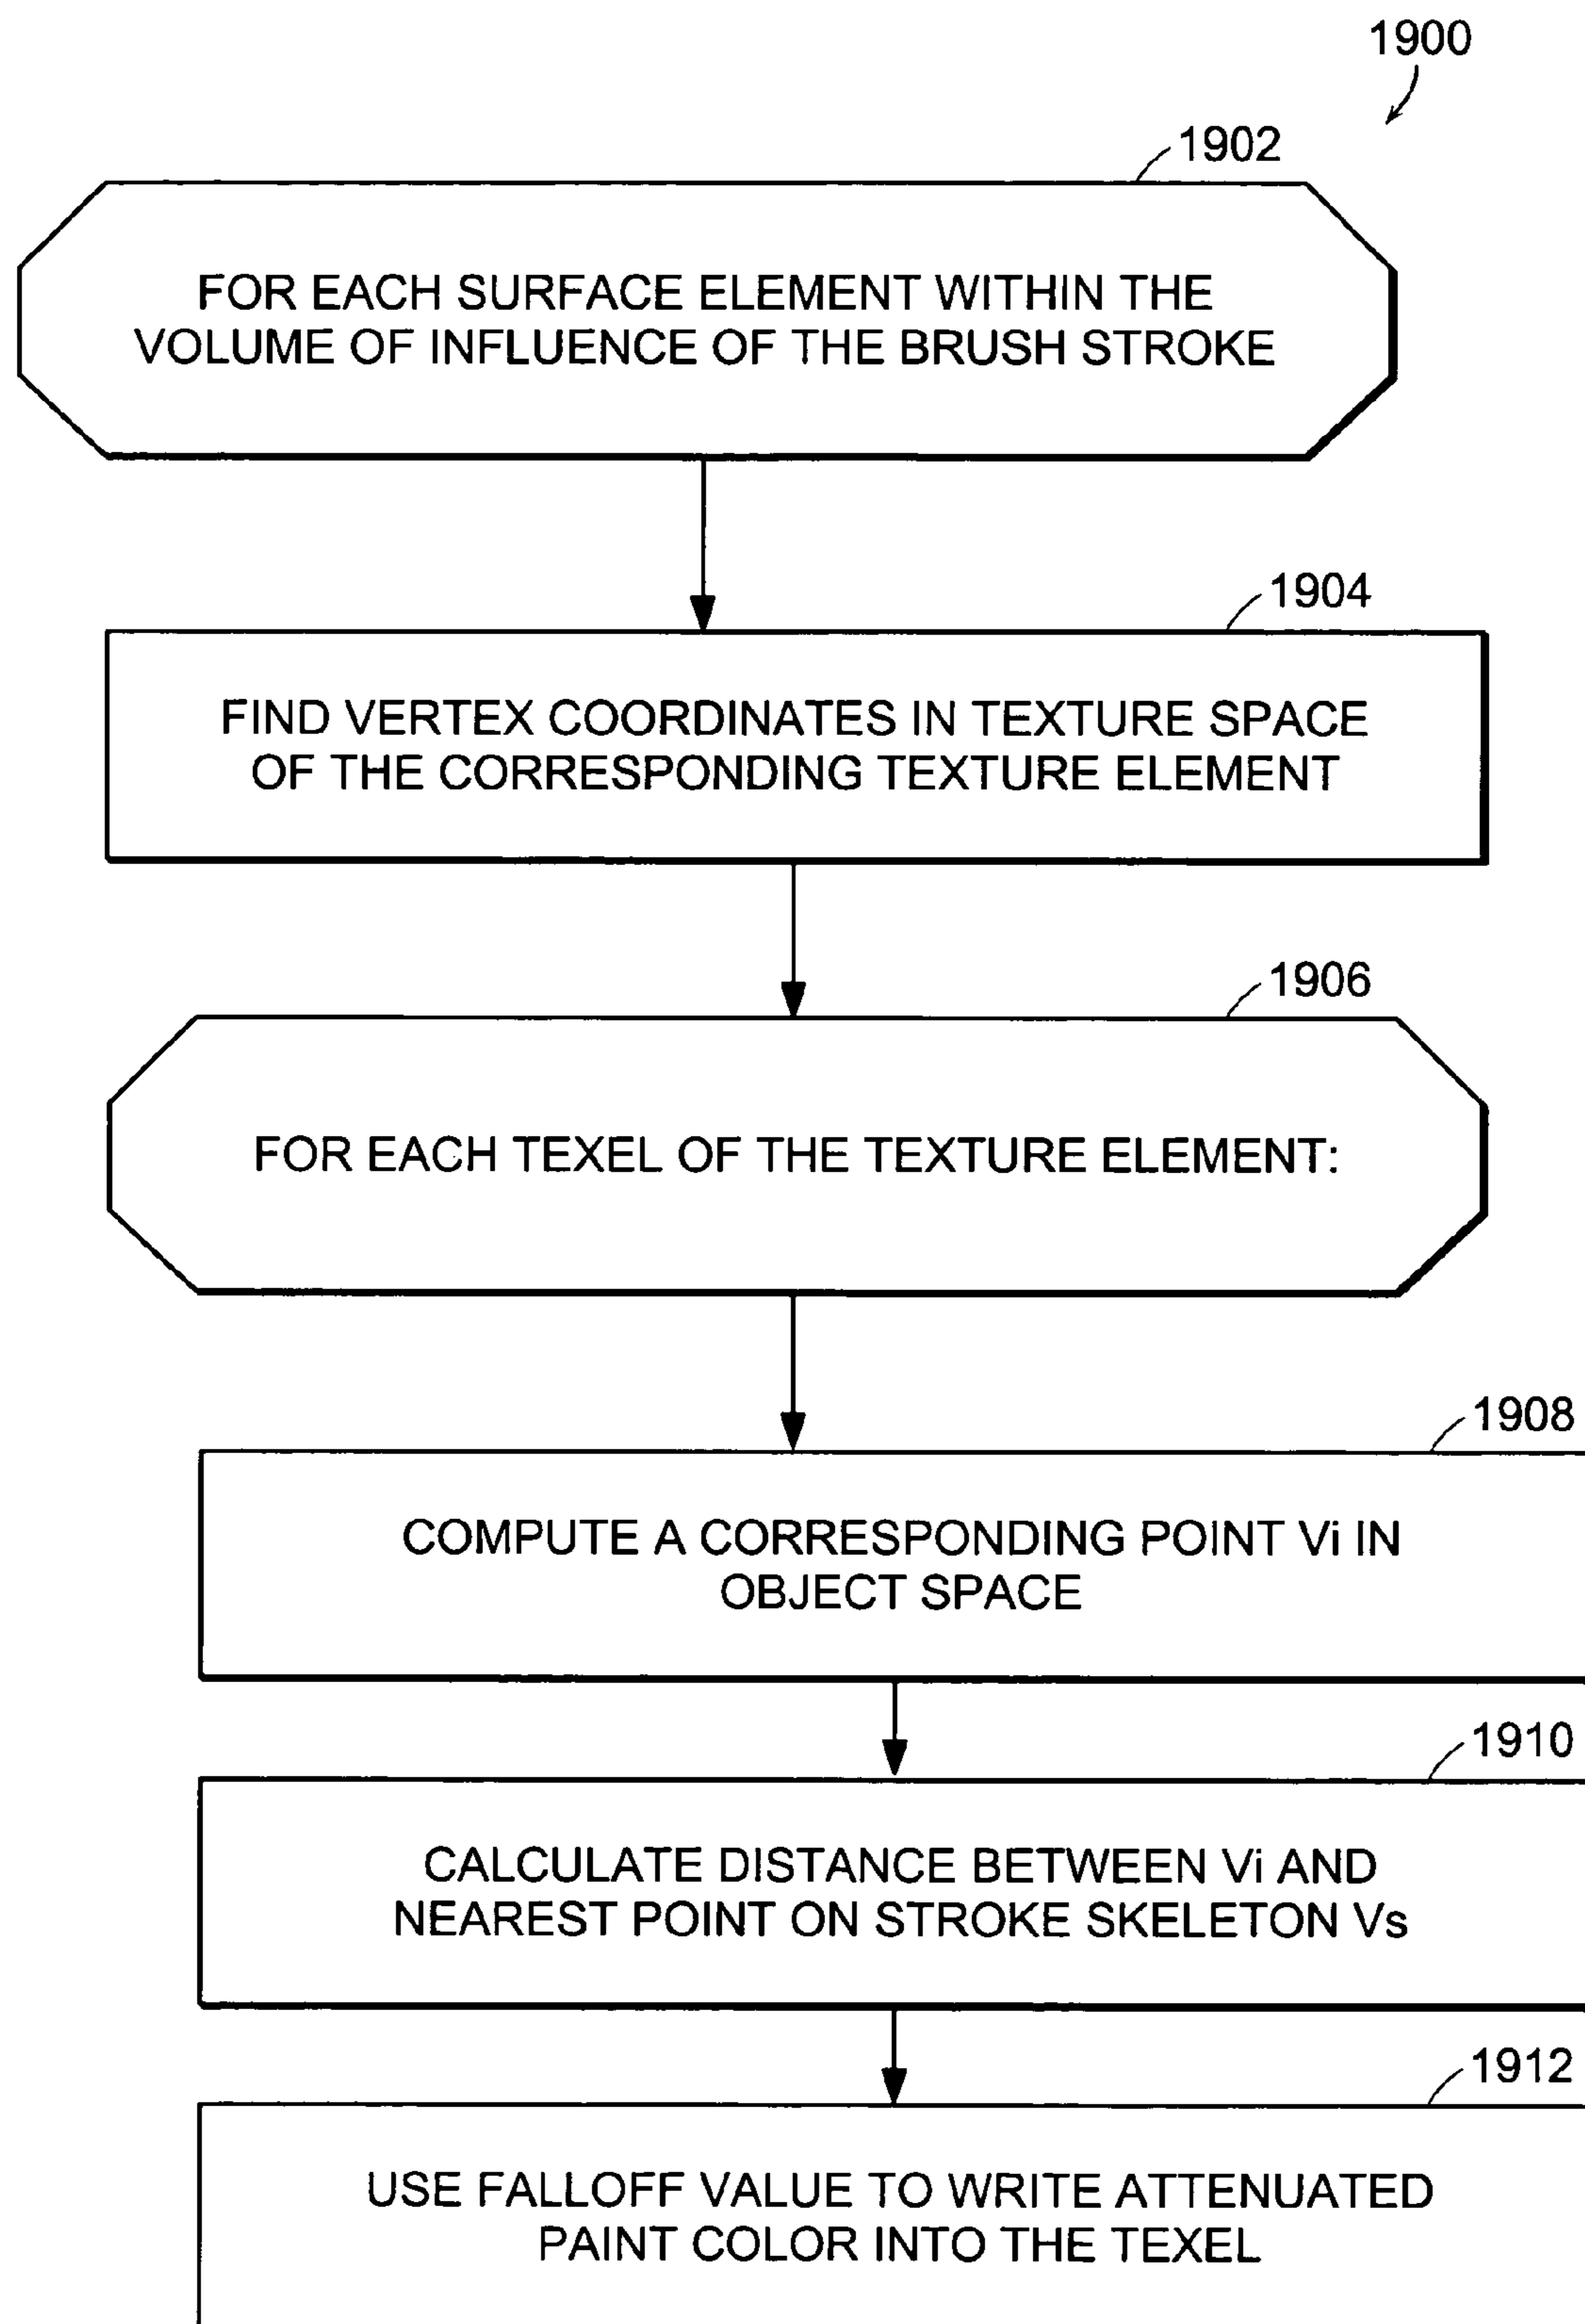 1900
1902
FOR EACH SURFACE ELEMENT WITHIN THE
VOLUME OF INFLUENCE OF THE BRUSH STROKE
1904
FIND VERTEX COORDINATES IN TEXTURE SPACE
OF THE CORRESPONDING TEXTURE ELEMENT
1906
FOR EACH TEXEL OF THE TEXTURE ELEMENT:
1908
COMPUTE A CORRESPONDING POINT Vi IN
OBJECT SPACE
1910
CALCULATE DISTANCE BETWEEN Vi AND
NEAREST POINT ON STROKE SKELETON Vs
1912
USE FALLOFF VALUE TO WRITE ATTENUATED
PAINT COLOR INTO THE TEXEL